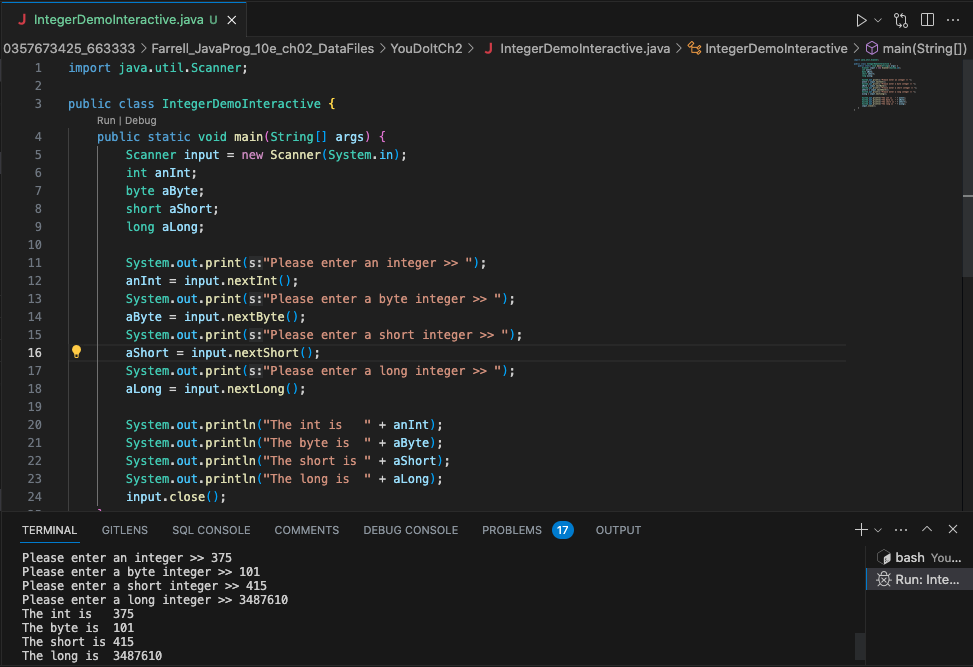 IntegerDemoInteractive.java U
0357673425_663333 > Farrell_JavaProg_10e_ch02_DataFiles > YouDoItCh2 > IntegerDemoInteractive.java > IntegerDemoInteractive > main(String[])
1 import java.util.Scanner;
2
3 public class IntegerDemoInteractive {
Run | Debug
4 public static void main(String[] args) {
5 Scanner input = new Scanner(System.in);
6 int anInt;
7 byte aByte;
8 short aShort;
9 long aLong;
10
11 System.out.print(s:"Please enter an integer >> ");
12 anInt = input.nextInt();
13 System.out.print(s:"Please enter a byte integer >> ");
14 aByte = input.nextByte();
15 System.out.print(s:"Please enter a short integer >> ");
16 aShort = input.nextShort();
17 System.out.print(s:"Please enter a long integer >> ");
18 aLong = input.nextLong();
19
20 System.out.println("The int is   " + anInt);
21 System.out.println("The byte is  " + aByte);
22 System.out.println("The short is " + aShort);
23 System.out.println("The long is  " + aLong);
24 input.close();
TERMINAL GITLENS SQL CONSOLE COMMENTS DEBUG CONSOLE PROBLEMS 17 OUTPUT
Please enter an integer >> 375
Please enter a byte integer >> 101
Please enter a short integer >> 415
Please enter a long integer >> 3487610
The int is   375
The byte is  101
The short is 415
The long is  3487610
bash You...
Run: Inte...